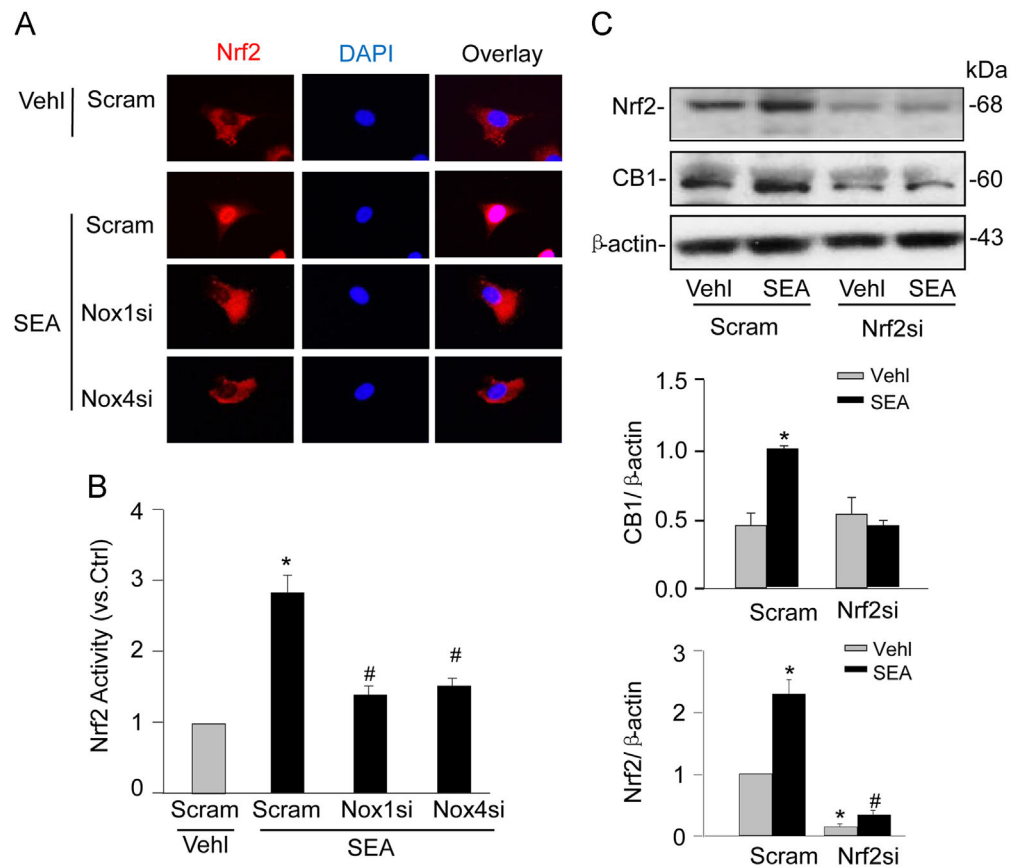 A
Nrf2 DAPI Overlay
Vehl Scram
SEA
Scram
Nox1si
Nox4si
B
Nrf2 Activity (vs.Ctrl)
4
3
2
1
0
*
#
#
Scram Scram Nox1si Nox4si
Vehl SEA
C
kDa
Nrf2- -68
CB1- -60
β-actin- -43
Vehl SEA Vehl SEA
Scram Nrf2si
CB1/ β-actin
1.5
1.0
0.5
0.0
Vehl
SEA
*
Scram Nrf2si
Nrf2/ β-actin
3
2
1
0
Vehl
SEA
*
* #
Scram Nrf2si